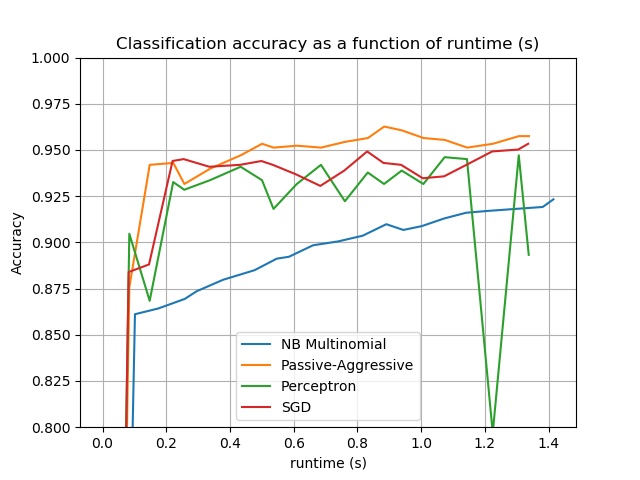 Classification accuracy as a function of runtime (s)
1.000
0.975
0.950
0.925
0.900
0.875
0.850
0.825
0.800
Accuracy
NB Multinomial
Passive-Aggressive
Perceptron
SGD
0.0 0.2 0.4 0.6 0.8 1.0 1.2 1.4
runtime (s)